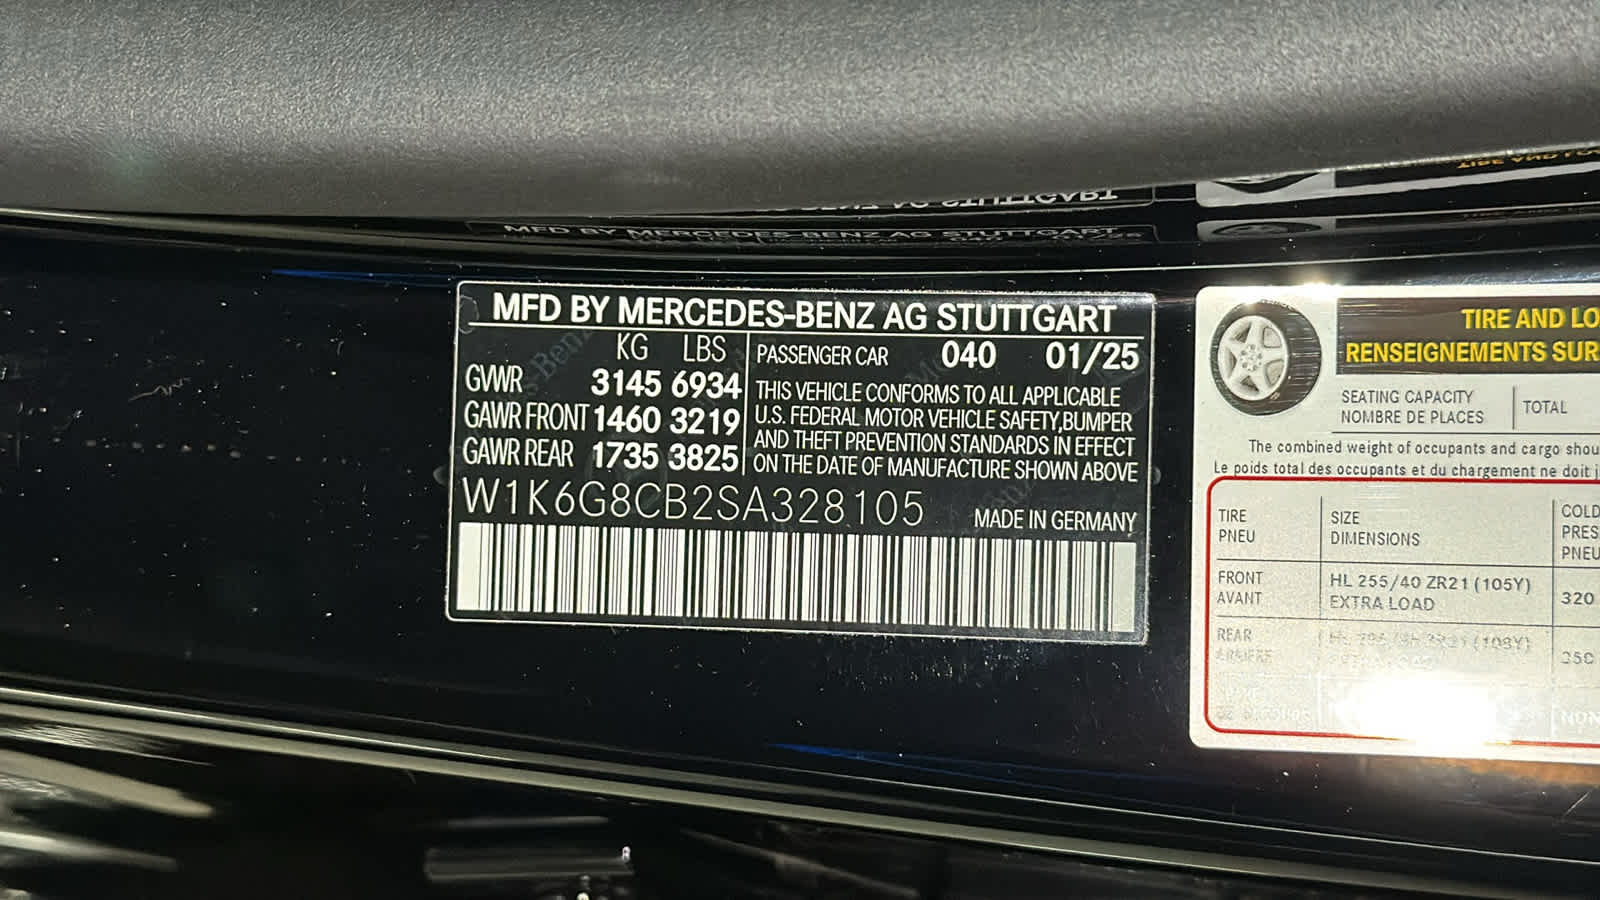 MFD BY MERCEDES-BENZ AG STUTTGART
KG LBS
GVWR 3145 6934
GAWR FRONT 1460 3219
GAWR REAR 1735 3825
PASSENGER CAR 040 01/25
THIS VEHICLE CONFORMS TO ALL APPLICABLE
U.S. FEDERAL MOTOR VEHICLE SAFETY,BUMPER
AND THEFT PREVENTION STANDARDS IN EFFECT
ON THE DATE OF MANUFACTURE SHOWN ABOVE
W1K6G8CB2SA328105
MADE IN GERMANY
TIRE AND LO
RENSEIGNEMENTS SUR
SEATING CAPACITY
NOMBRE DE PLACES
TOTAL
The combined weight of occupants and cargo shou
Le poids total des occupants et du chargement ne doit j
TIRE
PNEU
SIZE
DIMENSIONS
COLD
PRES
PNEU
FRONT
AVANT
HL 255/40 ZR21 (105Y)
EXTRA LOAD
320
REAR
(108Y)
NON